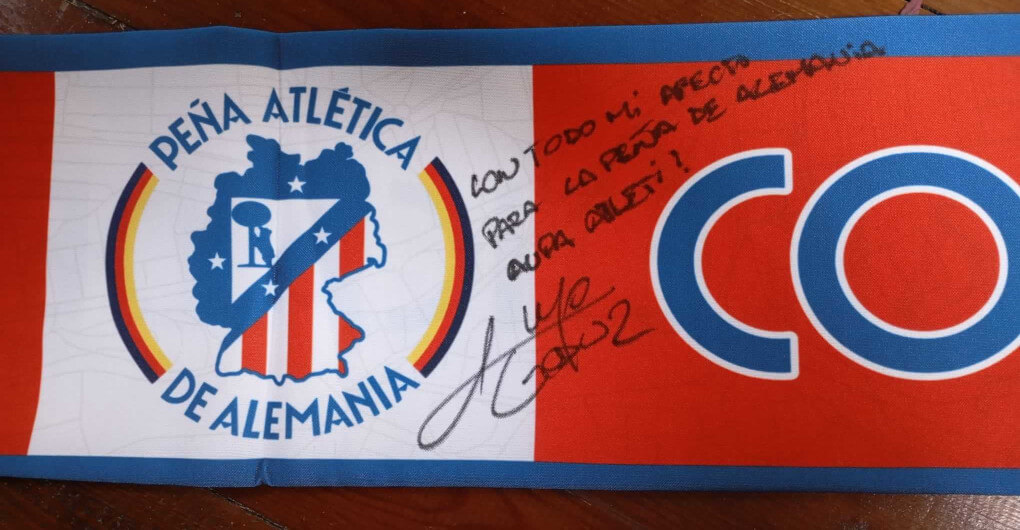 PEÑA ATLÉTICA
DE ALEMANIA
CON TODO MI AFECTO
PARA LA PEÑA DE ALEMANIA
AUPA ATLETI!
CO